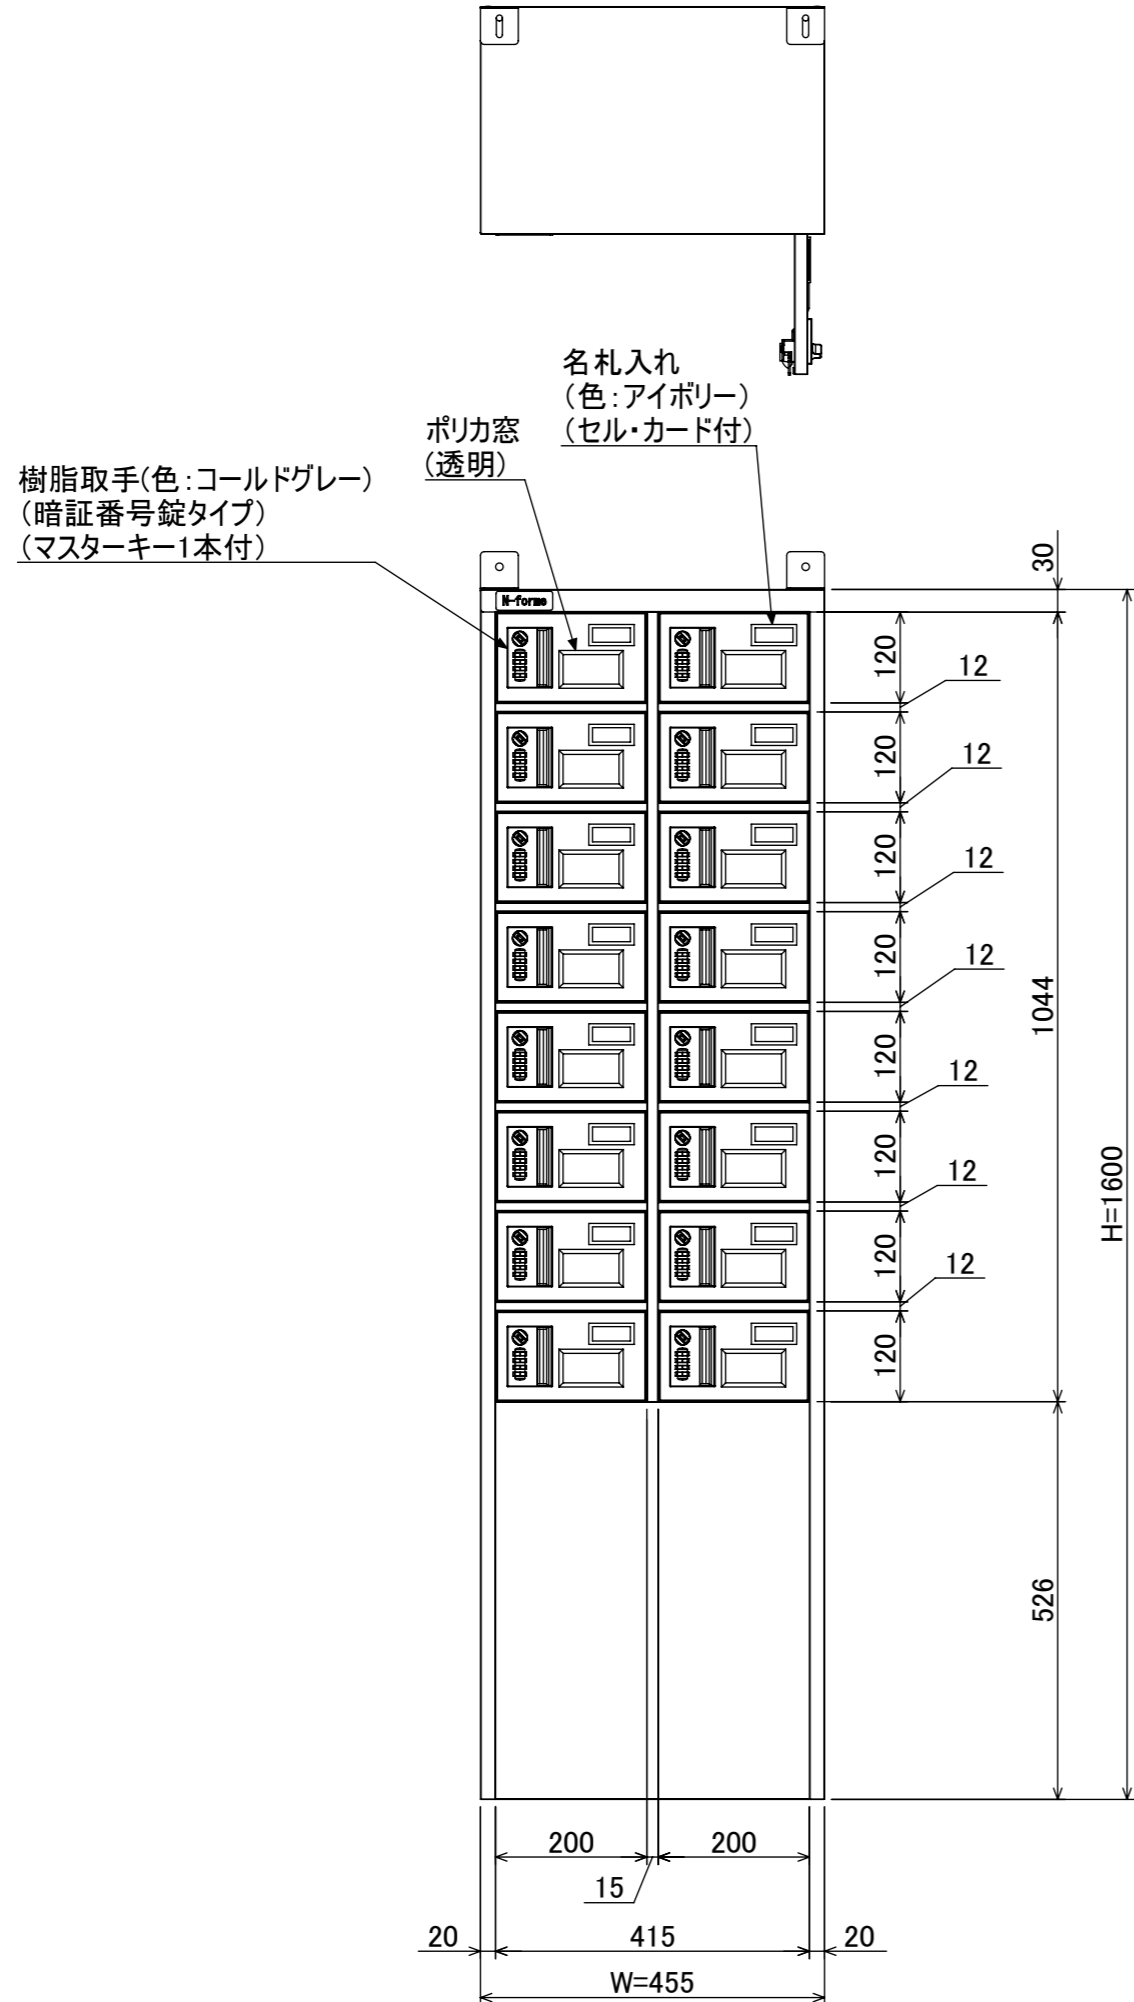 名札入れ
（色：アイボリー）
（セル・カード付）
ポリカ窓
（透明）
樹脂取手(色：コールドグレー）
（暗証番号錠タイプ）
（マスターキー1本付）
N-forme
30
120
12
120
12
120
12
120
12
120
12
120
12
120
12
120
1044
526
H=1600
200
200
15
20
415
20
W=455